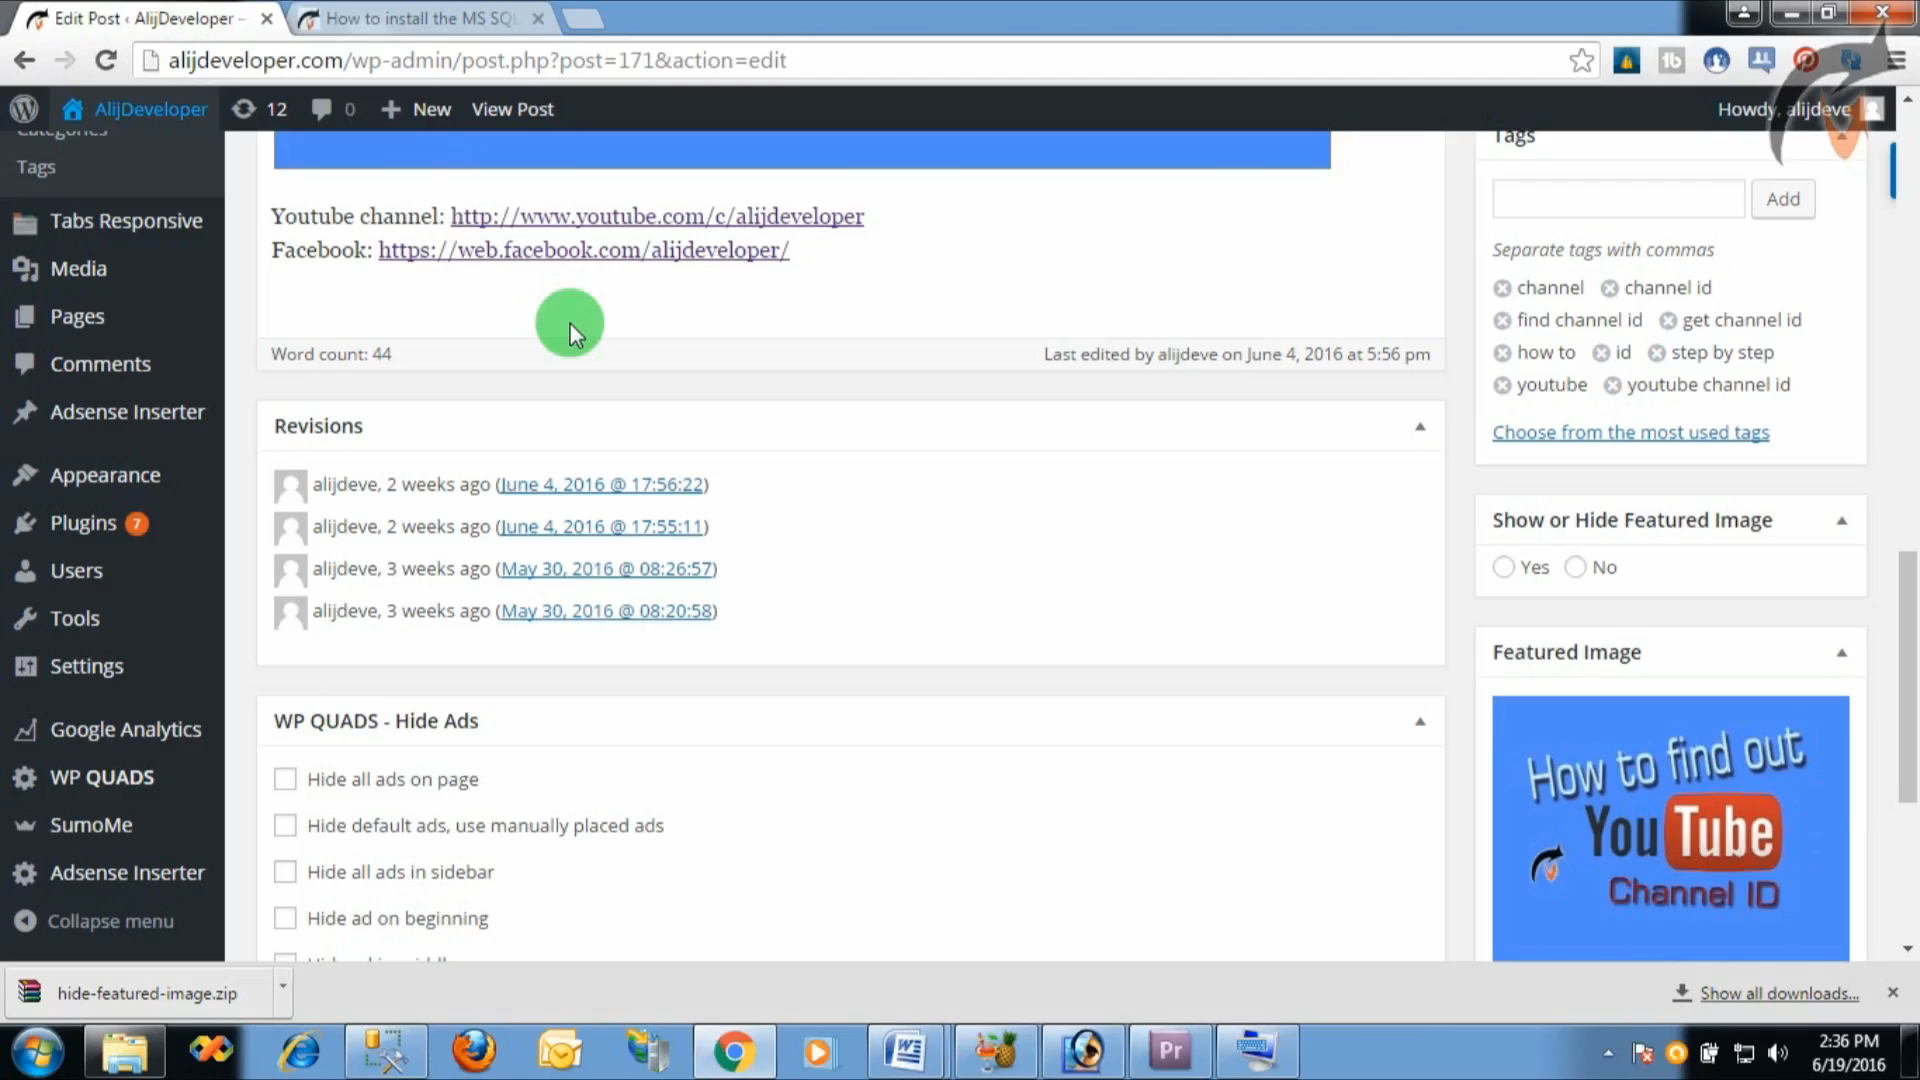 Edit Post ‹ AlijDeveloper –
How to install the MS SQL
alijdeveloper.com/wp-admin/post.php?post=171&action=edit
AlijDeveloper 12 0 New View Post
Howdy, alijdeve
Categories
Tags
Tabs Responsive
Media
Pages
Comments
Adsense Inserter
Appearance
Plugins 7
Users
Tools
Settings
Google Analytics
WP QUADS
SumoMe
Adsense Inserter
Collapse menu
Youtube channel: http://www.youtube.com/c/alijdeveloper
Facebook: https://web.facebook.com/alijdeveloper/
Word count: 44
Last edited by alijdeve on June 4, 2016 at 5:56 pm
Revisions
alijdeve, 2 weeks ago (June 4, 2016 @ 17:56:22)
alijdeve, 2 weeks ago (June 4, 2016 @ 17:55:11)
alijdeve, 3 weeks ago (May 30, 2016 @ 08:26:57)
alijdeve, 3 weeks ago (May 30, 2016 @ 08:20:58)
WP QUADS - Hide Ads
Hide all ads on page
Hide default ads, use manually placed ads
Hide all ads in sidebar
Hide ad on beginning
Tags
Add
Separate tags with commas
channel channel id
find channel id get channel id
how to id step by step
youtube youtube channel id
Choose from the most used tags
Show or Hide Featured Image
Yes No
Featured Image
How to find out
YouTube
Channel ID
hide-featured-image.zip
Show all downloads...
Pr
2:36 PM
6/19/2016